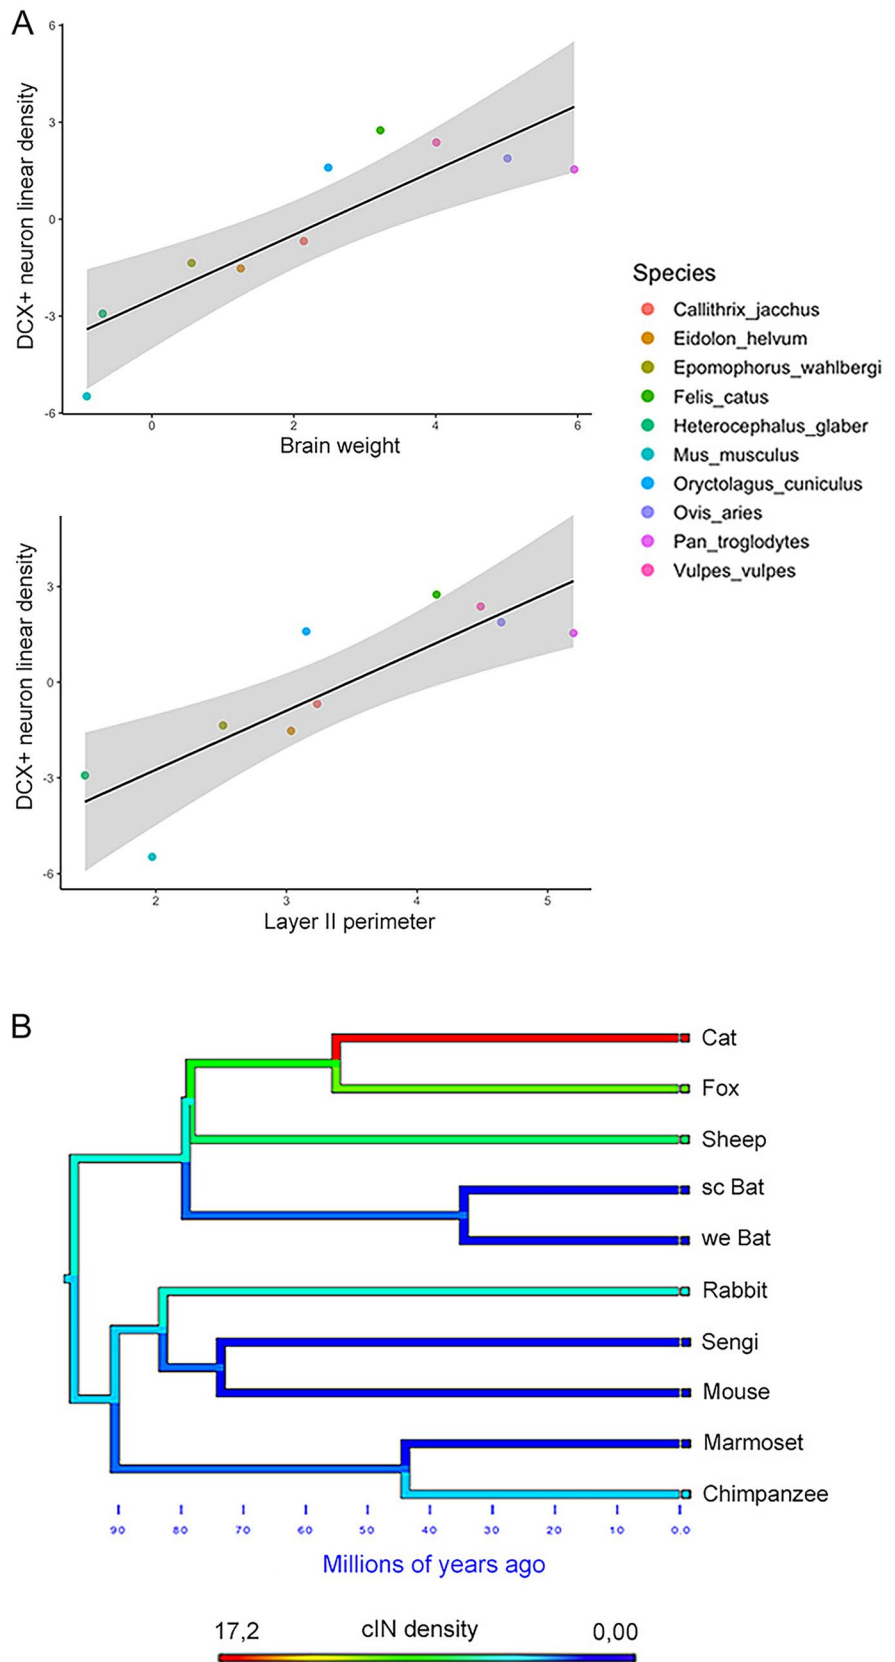 A
6
3
0
-3
-6
DCX+ neuron linear density
0 2 4 6
Brain weight
Species
Callithrix_jacchus
Eidolon_helvum
Epomophorus_wahlbergi
Felis_catus
Heterocephalus_glaber
Mus_musculus
Oryctolagus_cuniculus
Ovis_aries
Pan_troglodytes
Vulpes_vulpes
3
0
-3
-6
DCX+ neuron linear density
2 3 4 5
Layer II perimeter
B
Cat
Fox
Sheep
sc Bat
we Bat
Rabbit
Sengi
Mouse
Marmoset
Chimpanzee
90 80 70 60 50 40 30 20 10 0.0
Millions of years ago
17,2 cIN density 0,00